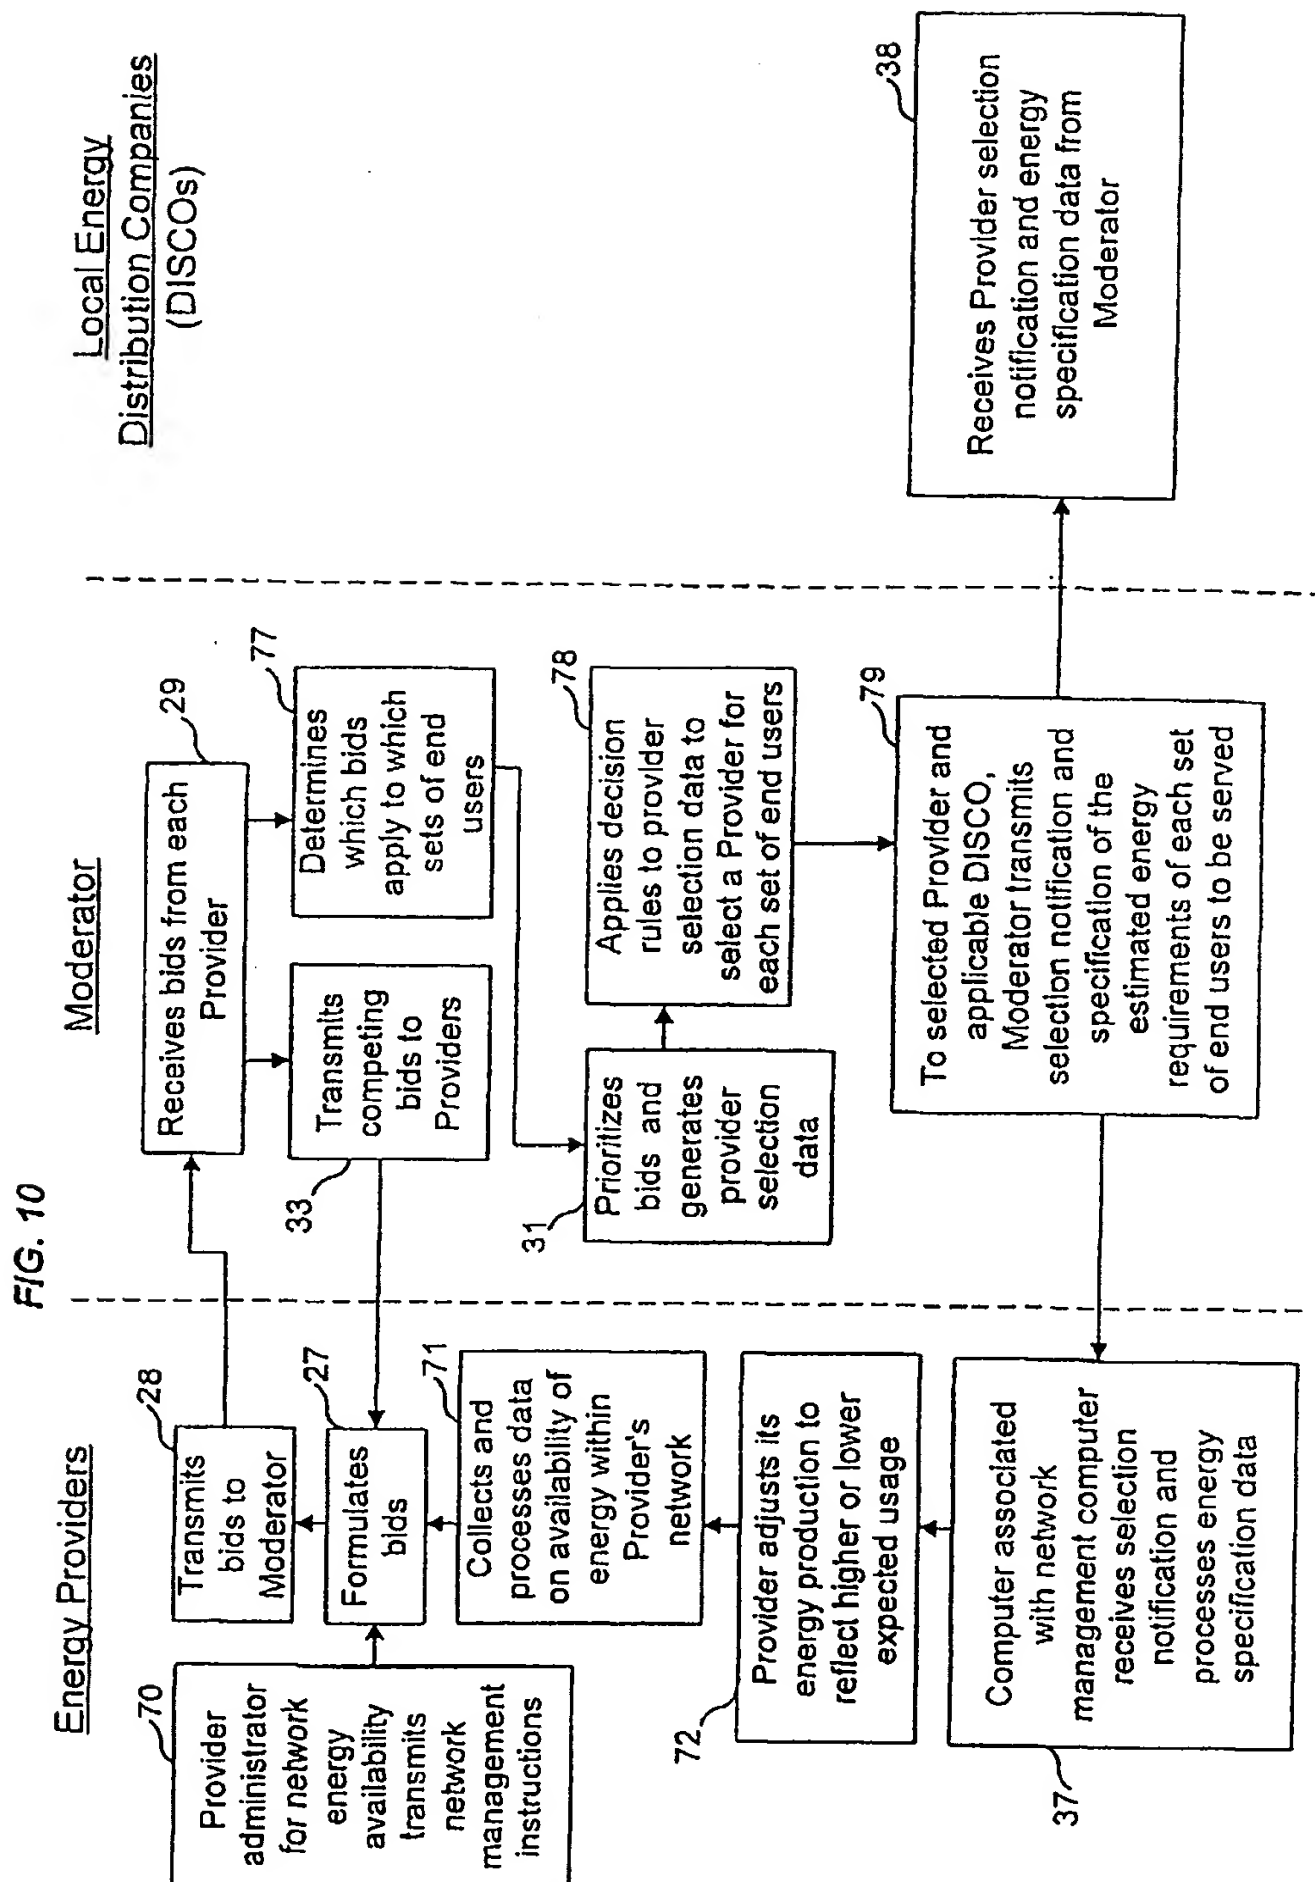 FIG. 10
Energy Providers
Moderator
Local Energy
Distribution Companies
(DISCOs)
70
Provider
administrator
for network
energy
availability
transmits
network
management
instructions
28
Transmits
bids to
Moderator
27
Formulates
bids
71
Collects and
processes data
on availability of
energy within
Provider's
network
72
Provider adjusts its
energy production to
reflect higher or lower
expected usage
37
Computer associated
with network
management computer
receives selection
notification and
processes energy
specification data
29
Receives bids from each
Provider
33
Transmits
competing
bids to
Providers
77
Determines
which bids
apply to which
sets of end
users
31
Prioritizes
bids and
generates
provider
selection
data
78
Applies decision
rules to provider
selection data to
select a Provider for
each set of end users
79
To selected Provider and
applicable DISCO,
Moderator transmits
selection notification and
specification of the
estimated energy
requirements of each set
of end users to be served
38
Receives Provider selection
notification and energy
specification data from
Moderator